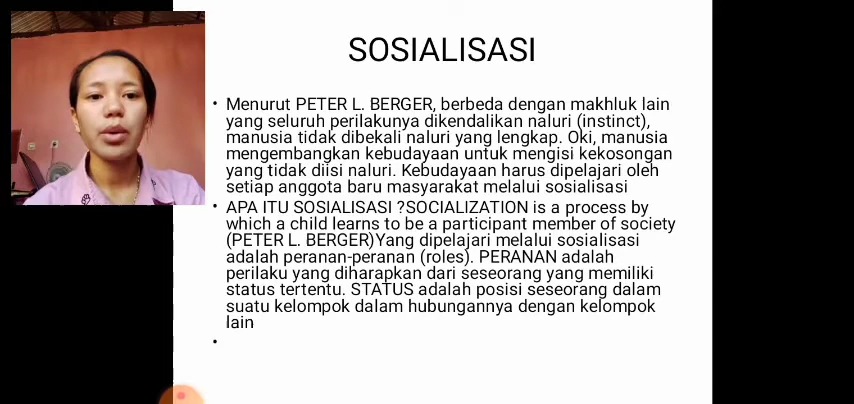 SOSIALISASI
• Menurut PETER L. BERGER, berbeda dengan makhluk lain
yang seluruh perilakunya dikendalikan naluri (instinct),
manusia tidak dibekali naluri yang lengkap. Oki, manusia
mengembangkan kebudayaan untuk mengisi kekosongan
yang tidak diisi naluri. Kebudayaan harus dipelajari oleh
setiap anggota baru masyarakat melalui sosialisasi
• APA ITU SOSIALISASI ?SOCIALIZATION is a process by
which a child learns to be a participant member of society
(PETER L. BERGER)Yang dipelajari melalui sosialisasi
adalah peranan-peranan (roles). PERANAN adalah
perilaku yang diharapkan dari seseorang yang memiliki
status tertentu. STATUS adalah posisi seseorang dalam
suatu kelompok dalam hubungannya dengan kelompok
lain
•